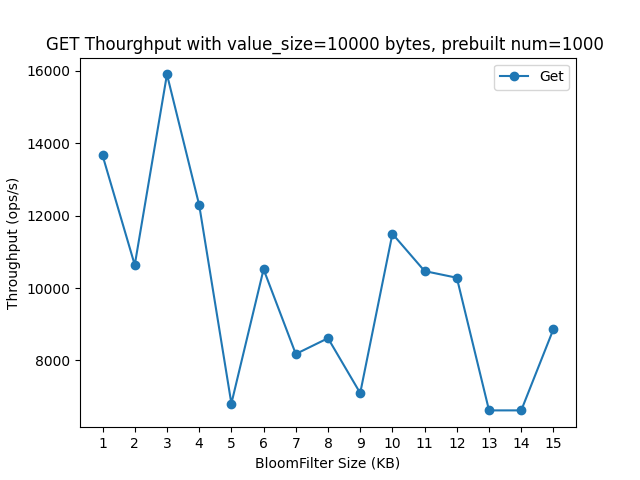 GET Thourghput with value_size=10000 bytes, prebuilt num=1000
Get
Throughput (ops/s)
16000
14000
12000
10000
8000
1 2 3 4 5 6 7 8 9 10 11 12 13 14 15
BloomFilter Size (KB)